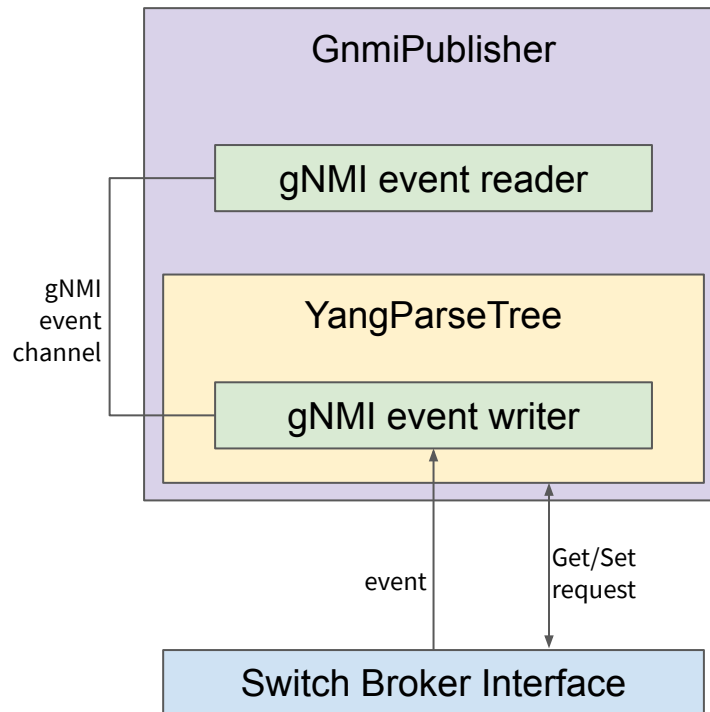 GnmiPublisher
gNMI event reader
gNMI
event
channel
YangParseTree
gNMI event writer
event
Get/Set
request
Switch Broker Interface